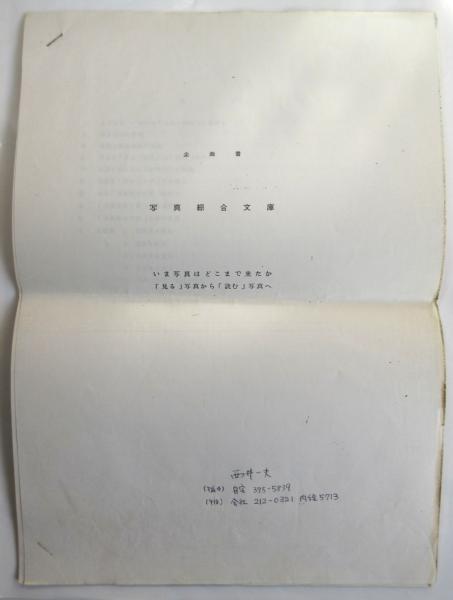 企画書
写真綜合文庫
いま写真はどこまで来たか
「見る」写真から「読む」写真へ
西井一夫
自宅 395-5839
会社 212-0321 内線5713